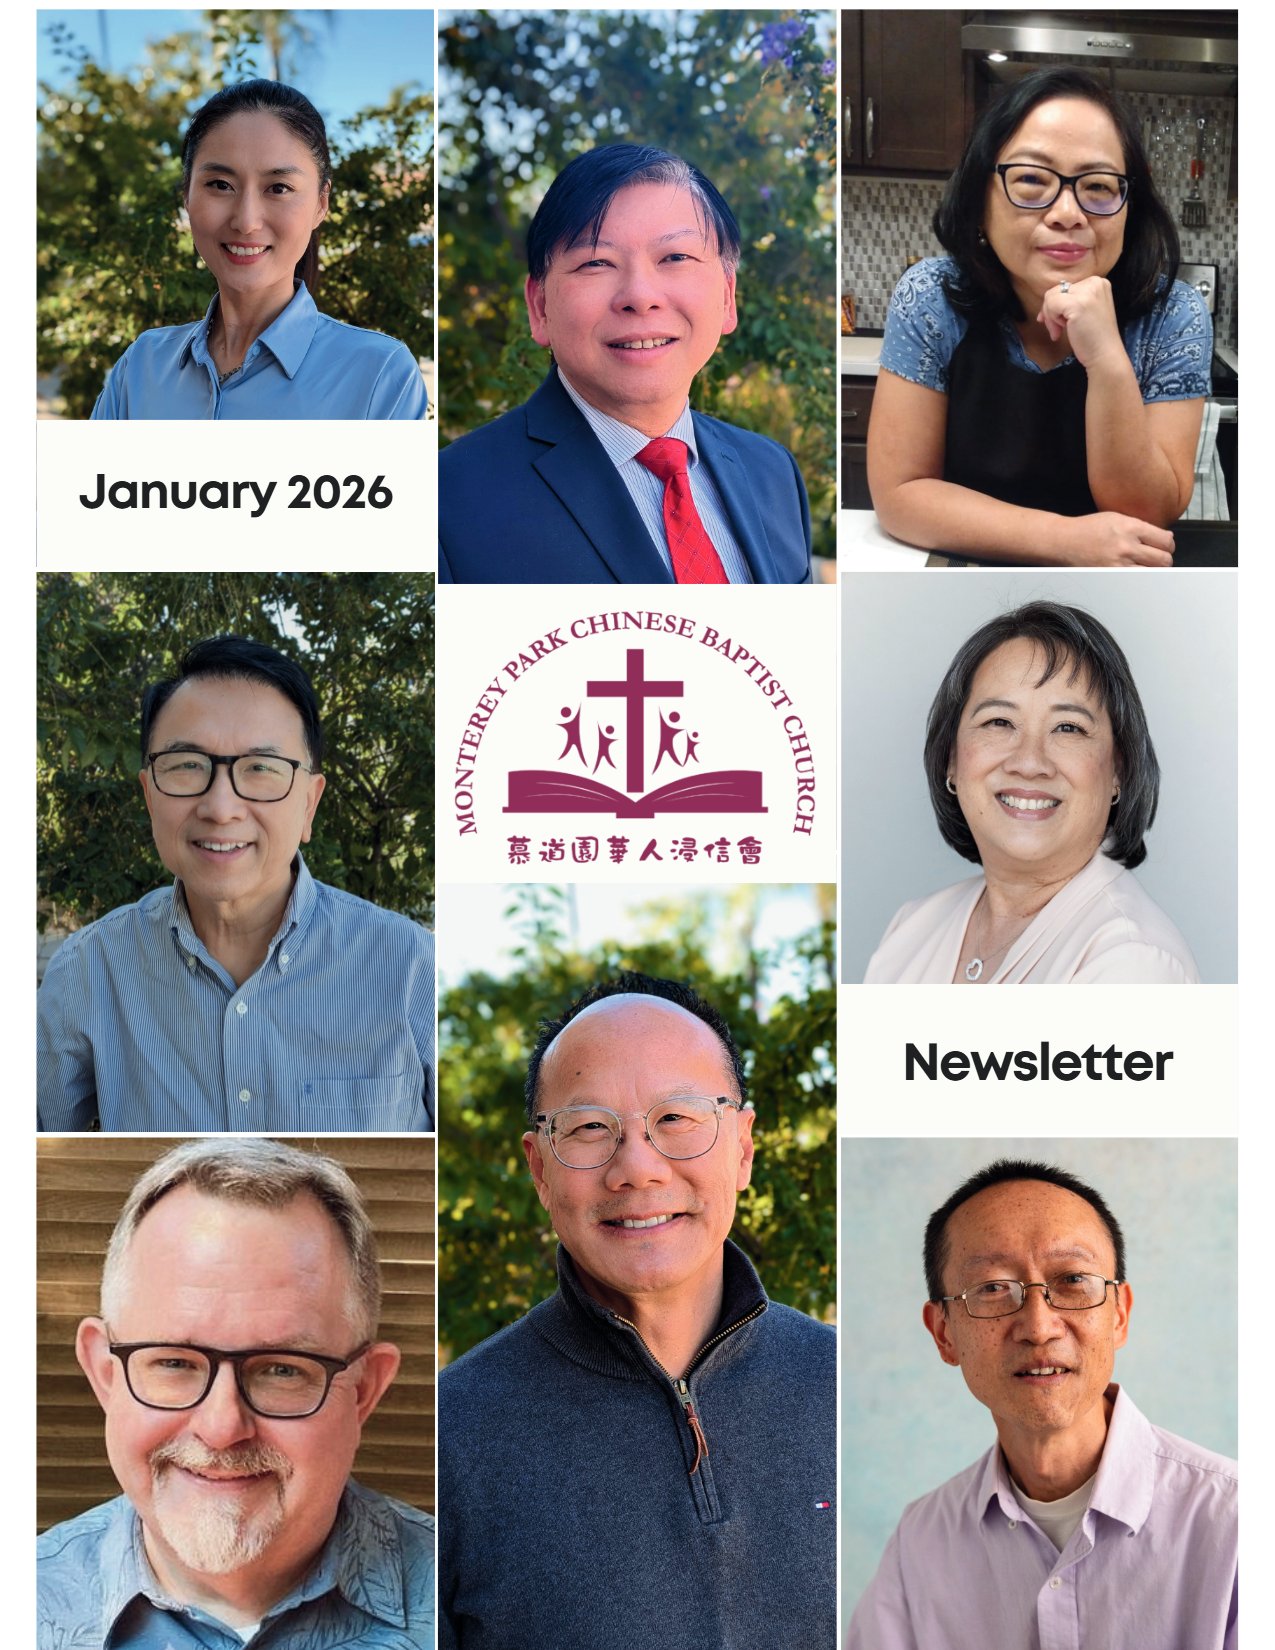 January 2026
MONTEREY PARK CHINESE BAPTIST CHURCH
慕道園華人浸信會
Newsletter